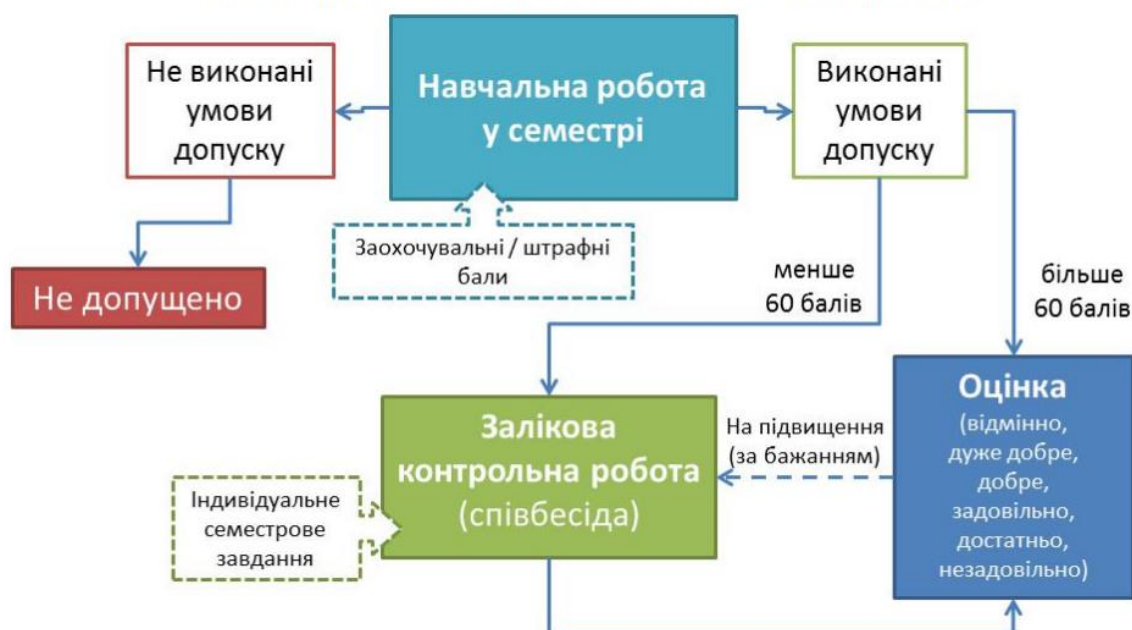 Не виконані
умови
допуску
Навчальна робота
у семестрі
Виконані
умови
допуску
Заохочувальні / штрафні
бали
Не допущено
менше
60 балів
більше
60 балів
Залікова
контрольна робота
(співбесіда)
Індивідуальне
семестрове
завдання
На підвищення
(за бажанням)
Оцінка
(відмінно,
дуже добре,
добре,
задовільно,
достатньо,
незадовільно)